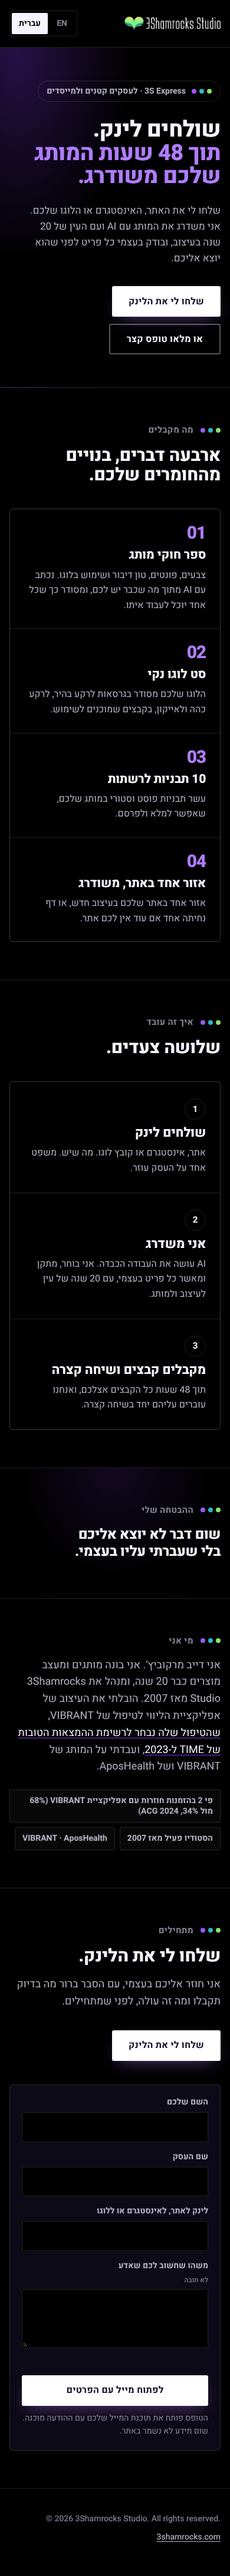 3Shamrocks.Studio
EN
עברית
3S Express · לעסקים קטנים ולמייסדים
שולחים לינק.
תוך 48 שעות המותג
שלכם משודרג.
שלחו לי את האתר, האינסטגרם או הלוגו שלכם.
אני משדרג את המותג עם AI ועם העין של 20
שנה בעיצוב, ובודק בעצמי כל פריט לפני שהוא
יוצא אליכם.
שלחו לי את הלינק
או מלאו טופס קצר
מה מקבלים
ארבעה דברים, בנויים
מהחומרים שלכם.
01
ספר חוקי מותג
צבעים, פונטים, טון דיבור ושימוש בלוגו. נכתב
עם AI מתוך מה שכבר יש לכם, ומסודר כך שכל
אחד יוכל לעבוד איתו.
02
סט לוגו נקי
הלוגו שלכם מסודר בגרסאות לרקע בהיר, לרקע
כהה ולאייקון, בקבצים שמוכנים לשימוש.
03
10 תבניות לרשתות
עשר תבניות פוסט וסטורי במותג שלכם,
שאפשר למלא ולפרסם.
04
אזור אחד באתר, משודרג
אזור אחד באתר שלכם בעיצוב חדש, או דף
נחיתה אחד אם עוד אין לכם אתר.
איך זה עובד
שלושה צעדים.
1
שולחים לינק
אתר, אינסטגרם או קובץ לוגו. מה שיש. משפט
אחד על העסק עוזר.
2
אני משדרג
AI עושה את העבודה הכבדה. אני בוחר, מתקן
ומאשר כל פריט בעצמי, עם 20 שנה של עין
לעיצוב ולמותג.
3
מקבלים קבצים ושיחה קצרה
תוך 48 שעות כל הקבצים אצלכם, ואנחנו
עוברים עליהם יחד בשיחה קצרה.
ההבטחה שלי
שום דבר לא יוצא אליכם
בלי שעברתי עליו בעצמי.
מי אני
אני דייב מרקוביץ'. אני בונה מותגים ומעצב
מוצרים כבר 20 שנה, ומנהל את 3Shamrocks
Studio מאז 2007. הובלתי את העיצוב של
אפליקציית הליווי לטיפול של VIBRANT,
שהטיפול שלה נבחר לרשימת ההמצאות הטובות
של TIME ל-2023, ועבדתי על המותג של
VIBRANT ושל AposHealth.
פי 2 בהזמנות חוזרות עם אפליקציית VIBRANT (68%
מול 34%, ACG 2024)
הסטודיו פעיל מאז 2007
VIBRANT · AposHealth
מתחילים
שלחו לי את הלינק.
אני חוזר אליכם בעצמי, עם הסבר ברור מה בדיוק
תקבלו ומה זה עולה, לפני שמתחילים.
שלחו לי את הלינק
השם שלכם
שם העסק
לינק לאתר, לאינסטגרם או ללוגו
משהו שחשוב לכם שאדע
לא חובה
לפתוח מייל עם הפרטים
הטופס פותח את תוכנת המייל שלכם עם ההודעה מוכנה.
שום מידע לא נשמר באתר.
© 2026 3Shamrocks Studio. All rights reserved.
3shamrocks.com